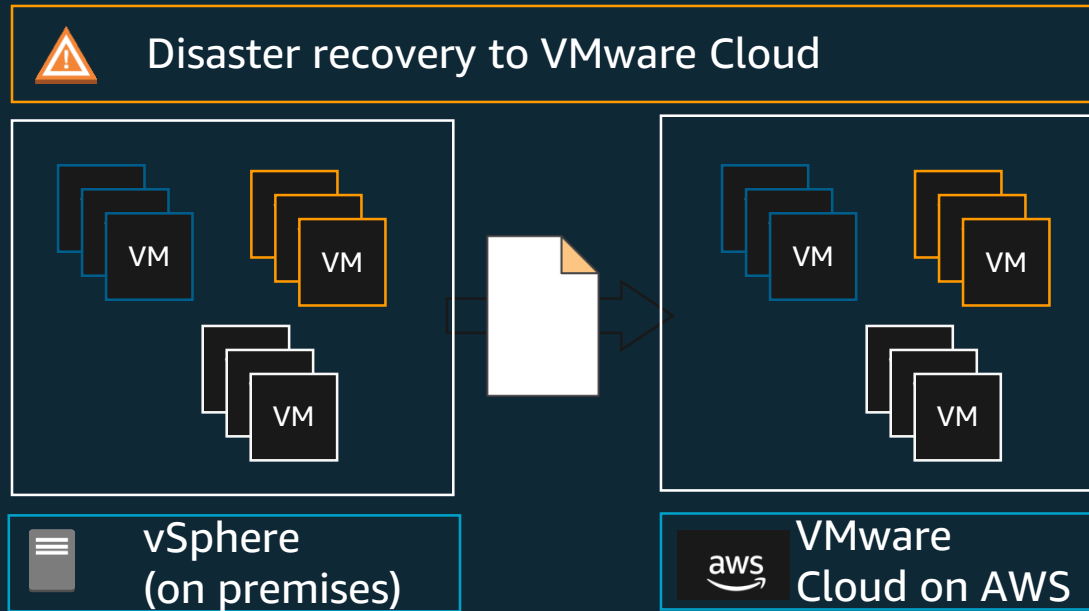 Disaster recovery to VMware Cloud
VM
VM
VM
VM
VM
VM
vSphere
(on premises)
aws
VMware
Cloud on AWS